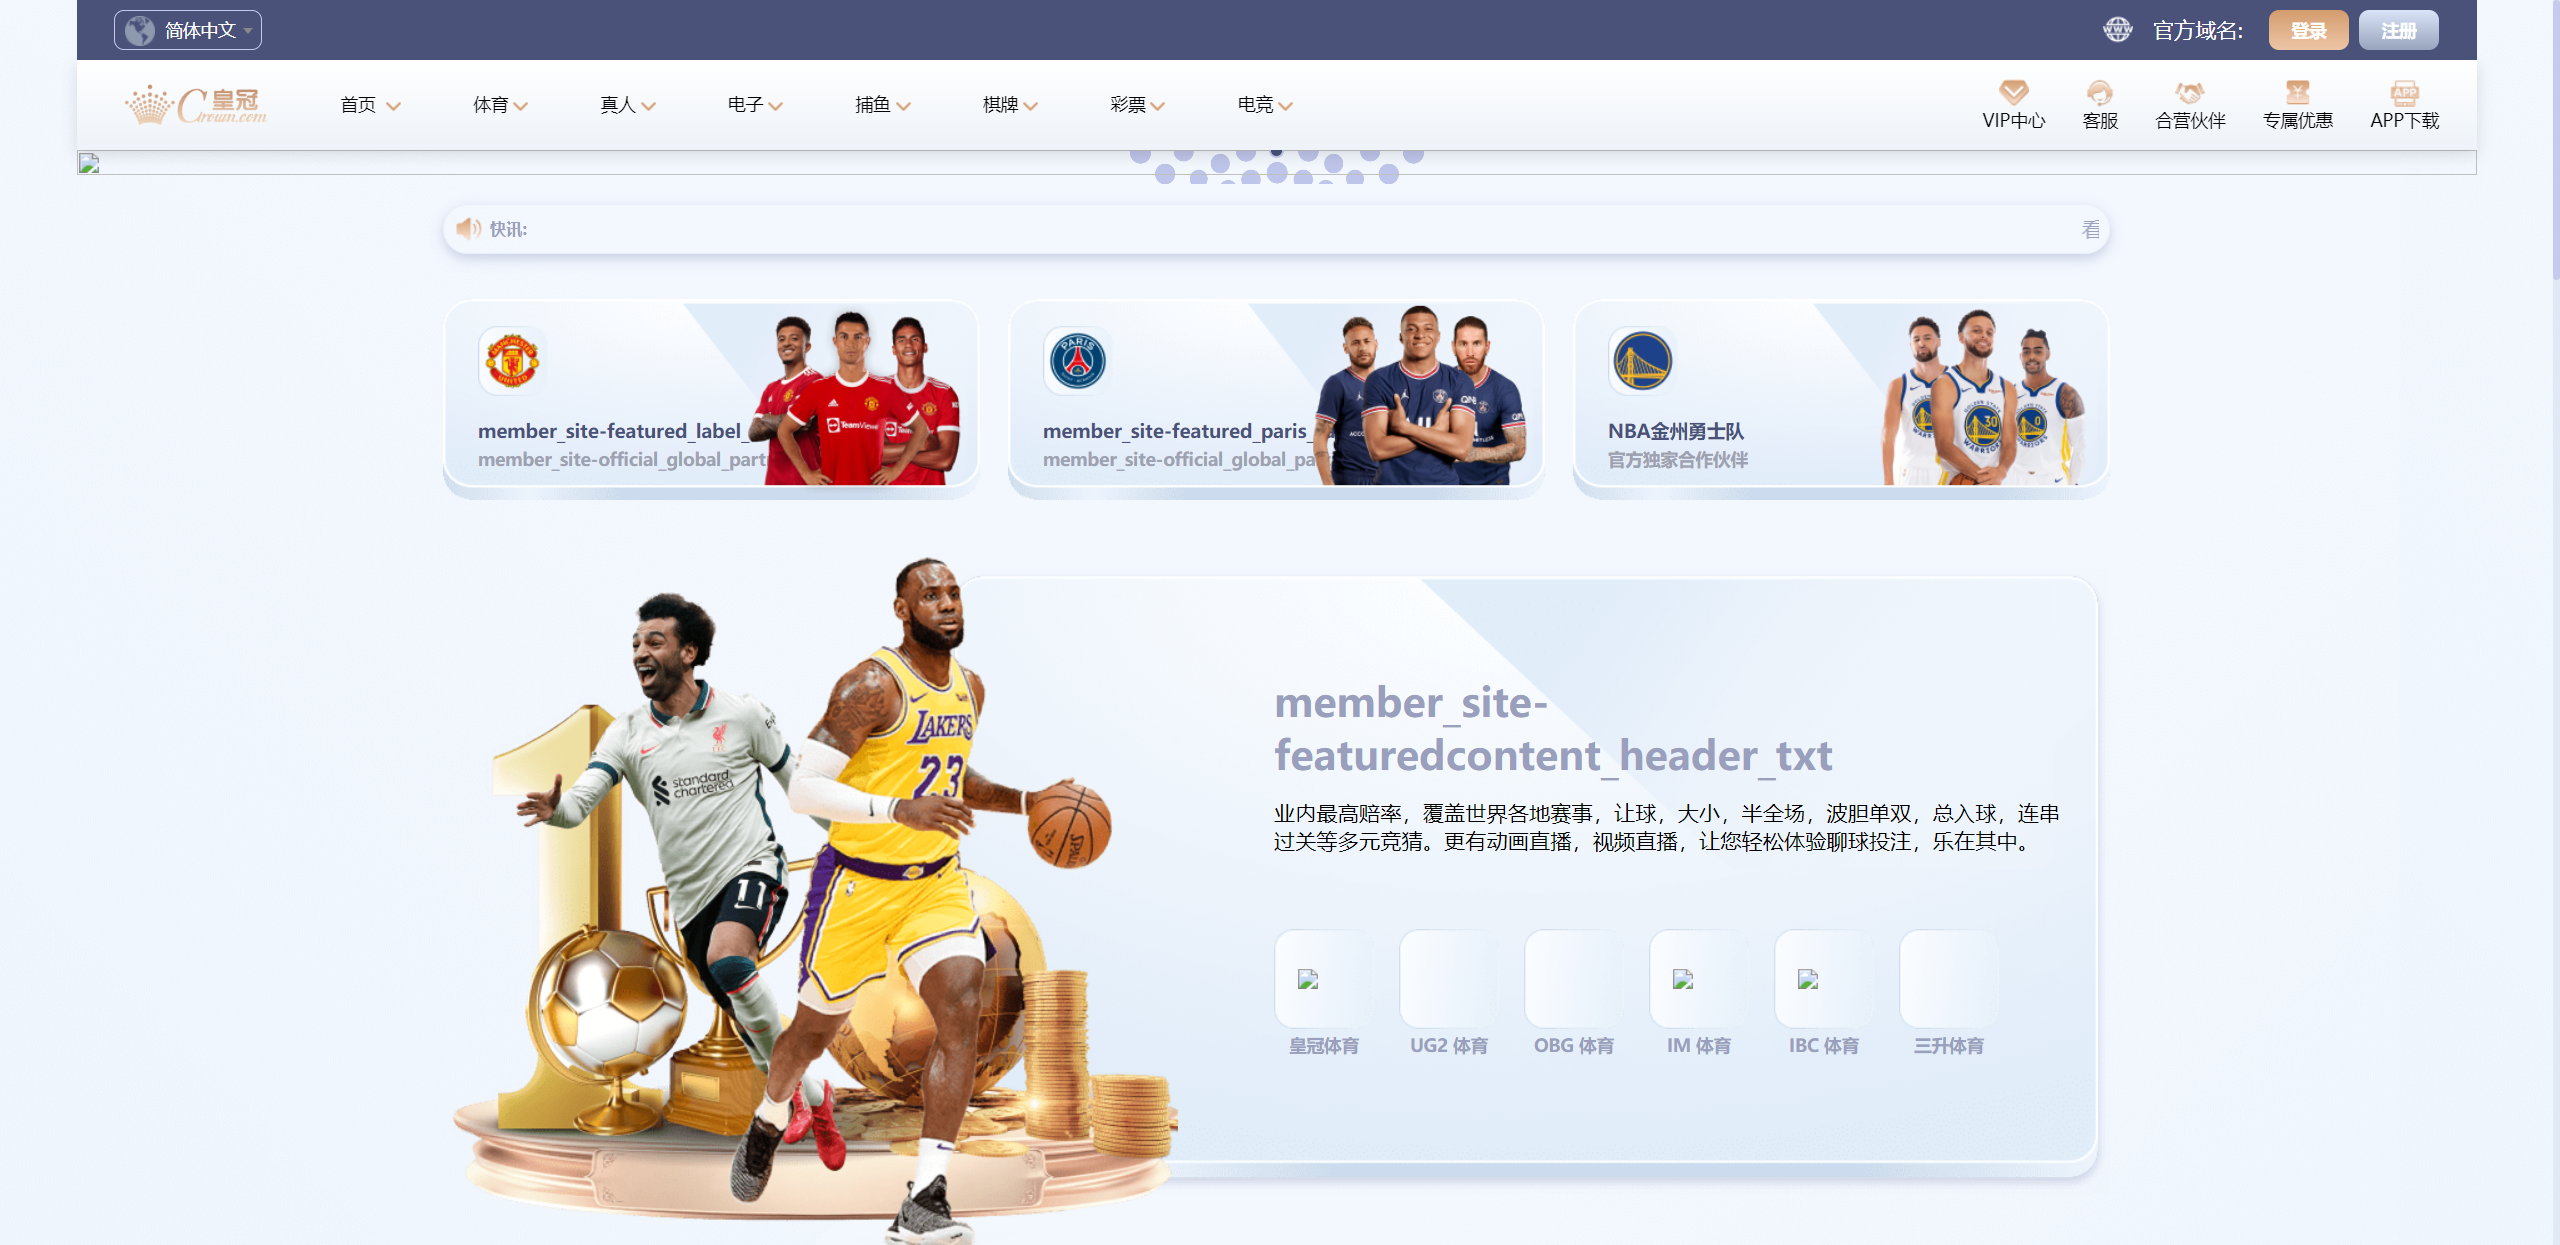 简体中文
官方域名:
登录
注册
皇冠
Crown.com
首页
体育
真人
电子
捕鱼
棋牌
彩票
电竞
VIP中心
客服
合营伙伴
专属优惠
APP下载
快讯:
看
member_site-featured_label_
member_site-official_global_part
member_site-featured_paris_
member_site-official_global_pa
NBA金州勇士队
官方独家合作伙伴
member_site-
featuredcontent_header_txt
业内最高赔率，覆盖世界各地赛事，让球，大小，半全场，波胆单双，总入球，连串
过关等多元竞猜。更有动画直播，视频直播，让您轻松体验聊球投注，乐在其中。
皇冠体育
UG2 体育
OBG 体育
IM 体育
IBC 体育
三升体育
standard
chartered
11
LAKERS
23
SPALDING